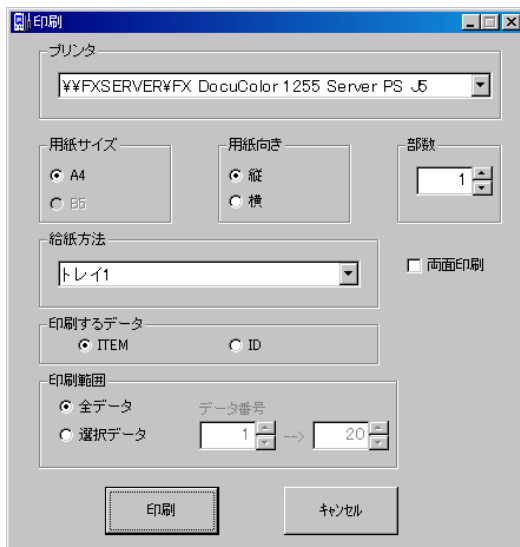 印刷
プリンタ
¥¥FXSERVER¥FX DocuColor 1255 Server PS J5
用紙サイズ 用紙向き 部数
A4 縦 1
B5 横
給紙方法
トレイ1 両面印刷
印刷するデータ
ITEM ID
印刷範囲
全データ データ番号
選択データ 1 --> 20
印刷 キャンセル